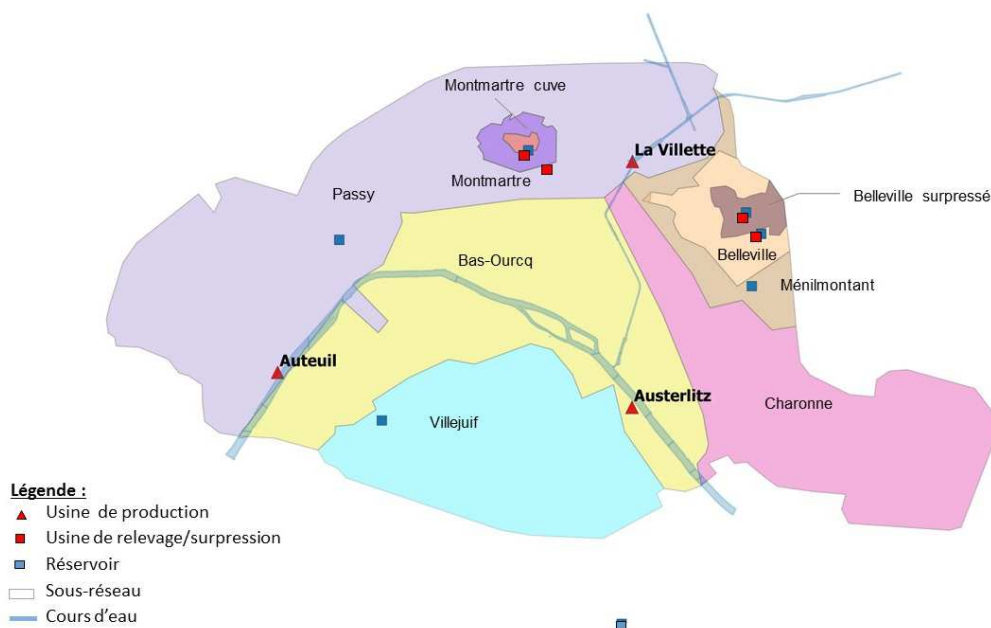 Montmartre cuve
La Villette
Montmartre
Passy
Belleville surpressé
Belleville
Bas-Ourcq
Ménilmontant
Auteuil
Austerlitz
Charonne
Villejuif
Légende :
Usine de production
Usine de relevage/surpression
Réservoir
Sous-réseau
Cours d'eau